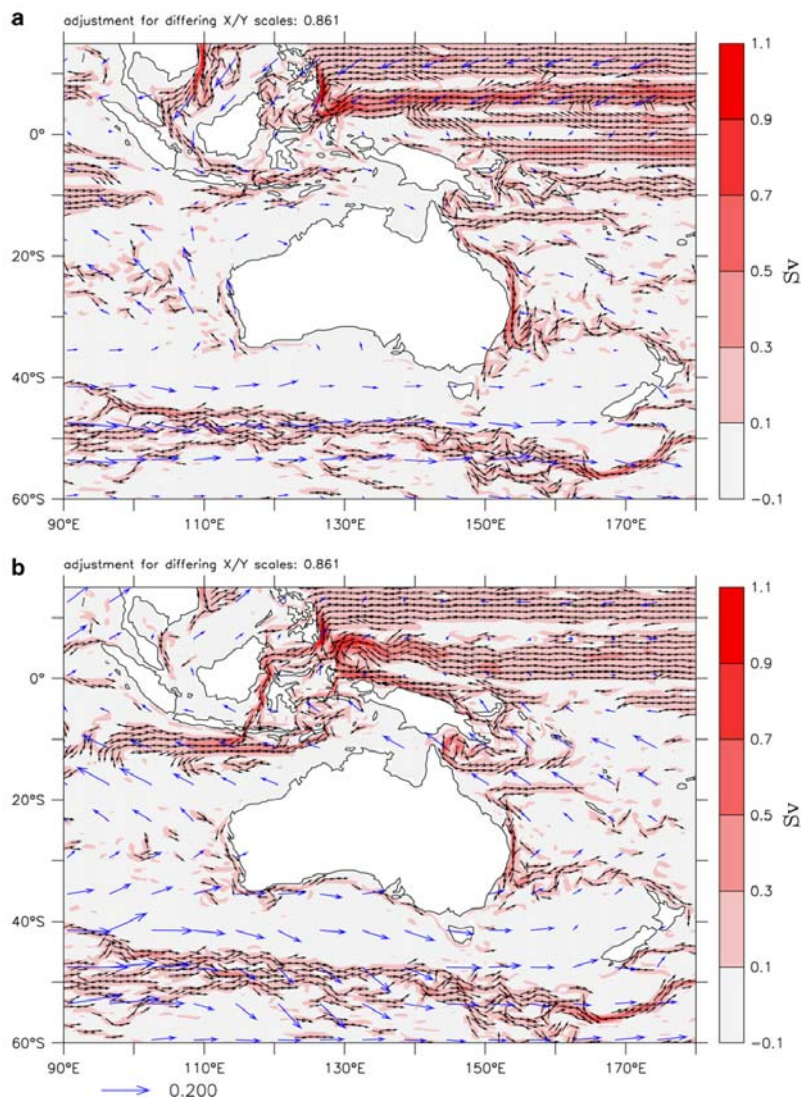 a
adjustment for differing X/Y scales: 0.861
0°
20°S
40°S
60°S
90°E 110°E 130°E 150°E 170°E
1.1
0.9
0.7
0.5
0.3
0.1
−0.1
Sv
b
adjustment for differing X/Y scales: 0.861
0°
20°S
40°S
60°S
90°E 110°E 130°E 150°E 170°E
1.1
0.9
0.7
0.5
0.3
0.1
−0.1
Sv
0.200